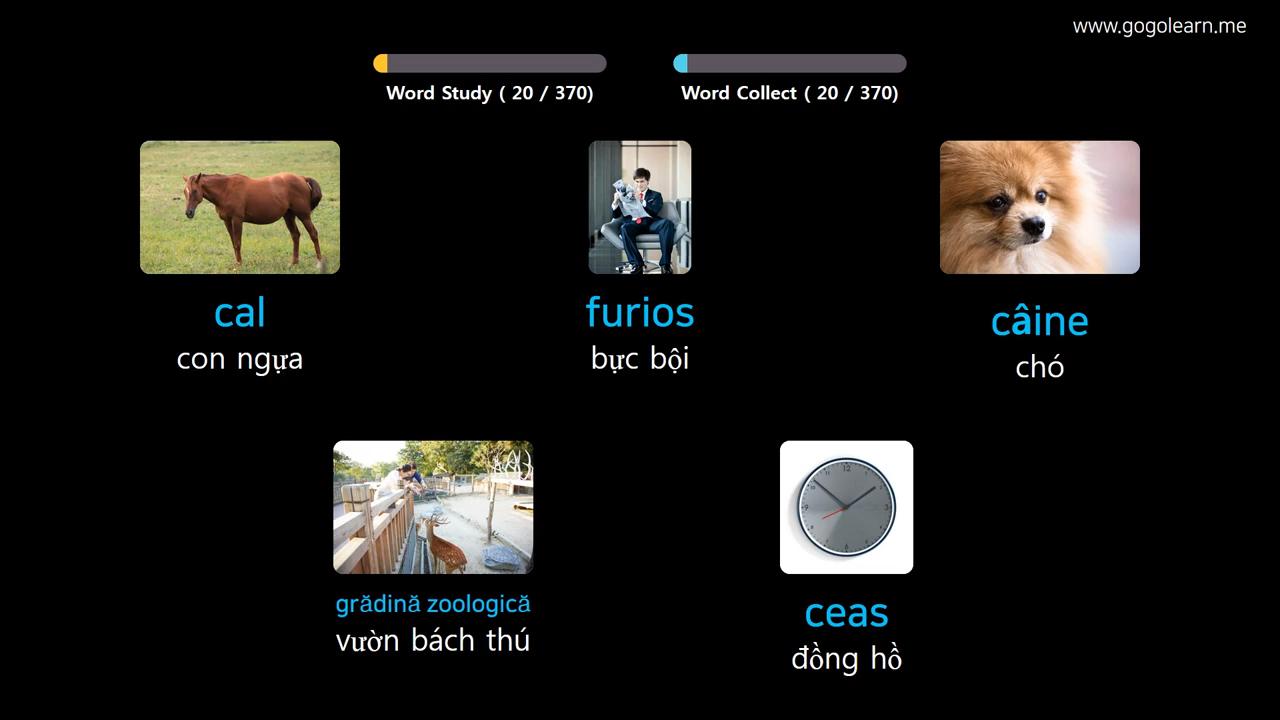 www.gogolearn.me
Word Study ( 20 / 370)
Word Collect ( 20 / 370)
cal
con ngựa
furios
bực bội
câine
chó
grădină zoologică
vườn bách thú
ceas
đồng hồ